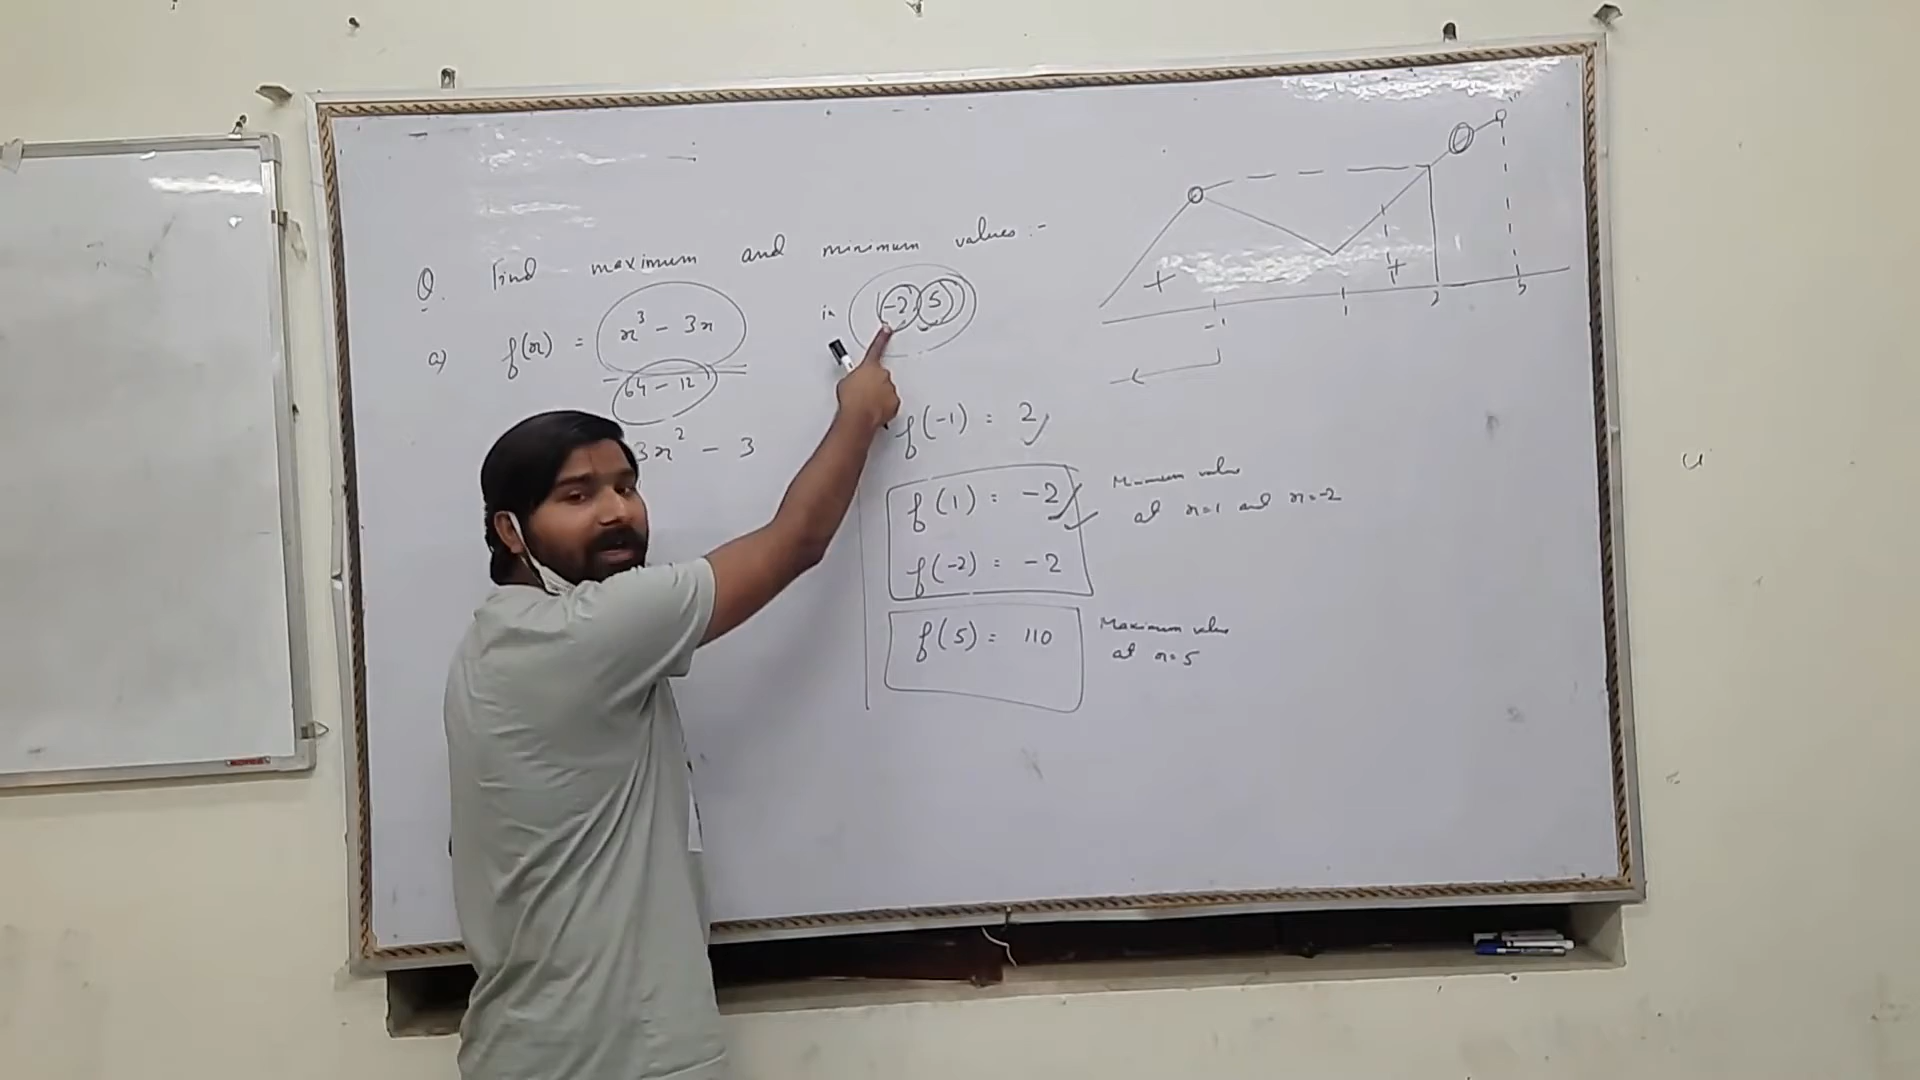 Q. Find maximum and minimum values:-
a) f(x) = x³ - 3x in (-2, 5)
64 - 12
3x² - 3
f(-1) = 2
f(1) = -2
f(-2) = -2
Minimum value
at x=1 and x=-2
f(5) = 110
Maximum value
at x=5
+ +
-1 1 2 5